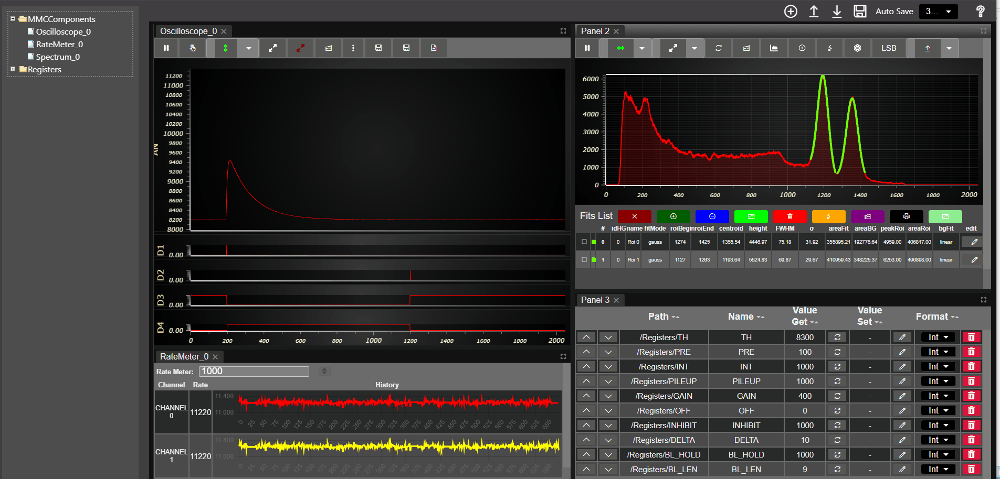 MMCComponents
Oscilloscope_0
RateMeter_0
Spectrum_0
Registers
Auto Save 3...
Oscilloscope_0
11200
11000
10800
10600
10400
10200
10000
9800
9600
9400
9200
9000
8800
8600
8400
8200
8000
AN
D1 0.00
D2 0.00
D3 0.00
D4 0.00
0 200 400 600 800 1000 1200 1400 1600 1800 2000
RateMeter_0
Rate Meter: 1000
Channel Rate History
CHANNEL 0 11220
11.400
11.000
0 25 50 75 100 125 150 175 200 225 250 275 300 325 350 375 400 425 450 475 500 525 550 575 600 625 650
CHANNEL 1 11220
11.400
11.000
0 25 50 75 100 125 150 175 200 225 250 275 300 325 350 375 400 425 450 475 500 525 550 575 600 625 650
Panel 2
LSB
6000
5000
4000
3000
2000
1000
0
0 200 400 600 800 1000 1200 1400 1600 1800 2000
Fits List
# idHG name fitMode roiBegin roiEnd centroid height FWHM σ areaFit areaBG peakRoi areaRoi bgFit edit
0 0 Roi 0 gauss 1274 1425 1355.54 4446.97 75.18 31.92 355895.21 192776.64 4959.00 406817.00 linear
1 0 Roi 1 gauss 1127 1263 1193.64 5524.83 69.87 29.67 410959.43 348225.37 6253.00 496898.00 linear
Panel 3
Path Name Value Get Value Set Format
/Registers/TH TH 8300 - Int
/Registers/PRE PRE 100 - Int
/Registers/INT INT 1000 - Int
/Registers/PILEUP PILEUP 1000 - Int
/Registers/GAIN GAIN 400 - Int
/Registers/OFF OFF 0 - Int
/Registers/INHIBIT INHIBIT 1000 - Int
/Registers/DELTA DELTA 10 - Int
/Registers/BL_HOLD BL_HOLD 1000 - Int
/Registers/BL_LEN BL_LEN 9 - Int